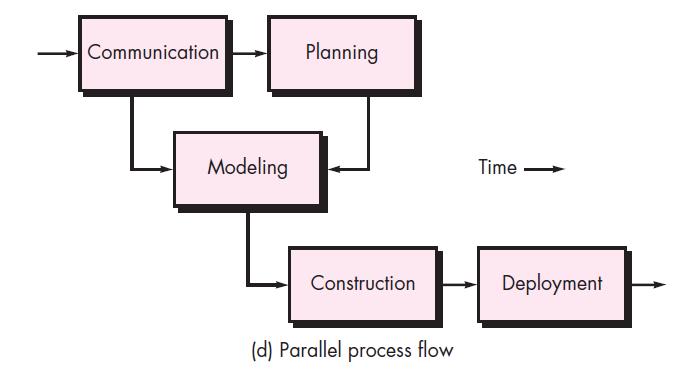 Communication
Planning
Modeling
Time
Construction
Deployment
(d) Parallel process flow